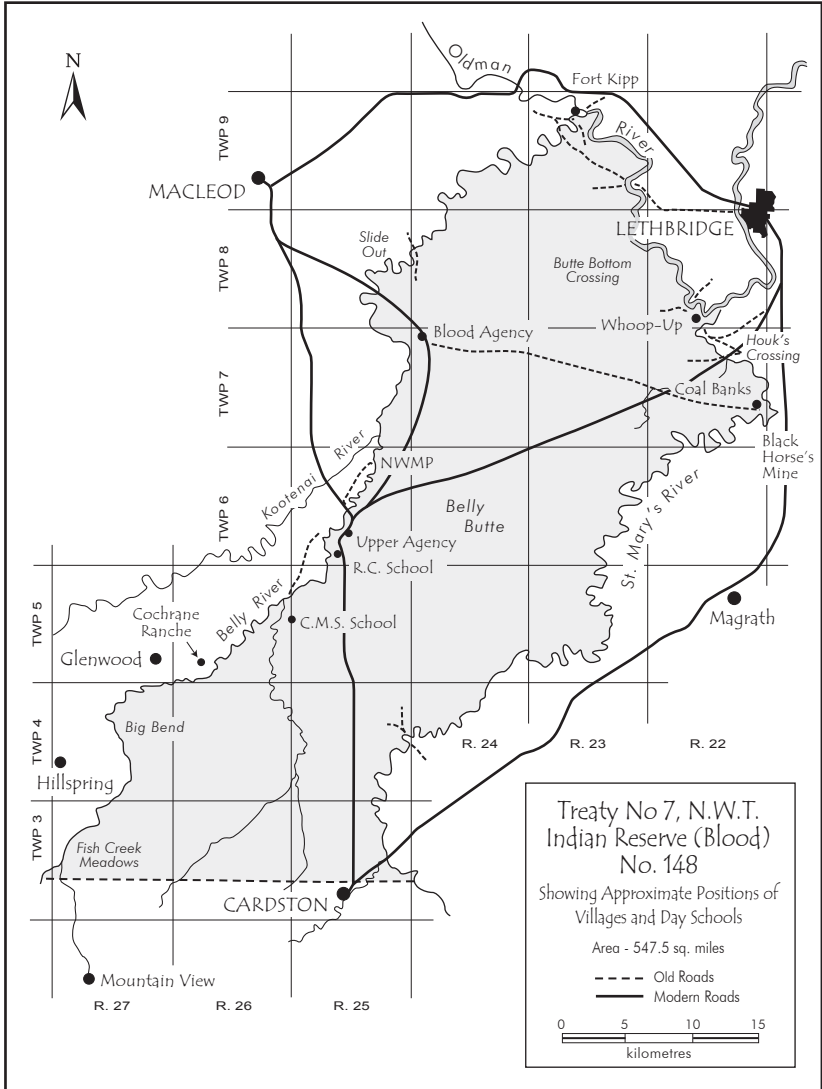 N
Oldman
Fort Kipp
River
TWP 9
MACLEOD
LETHBRIDGE
Slide
Out
TWP 8
Butte Bottom
Crossing
Whoop-Up
Blood Agency
Houk's
Crossing
TWP 7
Coal Banks
Black
Horse's
Mine
Kootenai River
NWMP
TWP 6
Belly
Butte
St. Mary's River
Upper Agency
R.C. School
TWP 5
Belly River
Cochrane
Ranche
C.M.S. School
Magrath
Glenwood
TWP 4
Big Bend
R. 24
R. 23
R. 22
Hillspring
TWP 3
Fish Creek
Meadows
CARDSTON
Mountain View
R. 27
R. 26
R. 25
Treaty No 7, N.W.T.
Indian Reserve (Blood)
No. 148
Showing Approximate Positions of
Villages and Day Schools
Area - 547.5 sq. miles
Old Roads
Modern Roads
0 5 10 15
kilometres